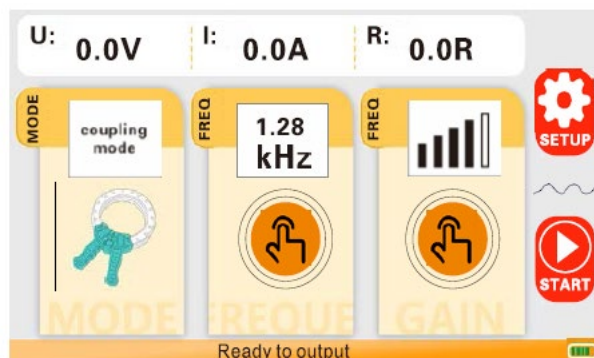 U: 0.0V I: 0.0A R: 0.0R
MODE
coupling
mode
MODE
FREQ
1.28
kHz
FREQUE
FREQ
GAIN
SETUP
START
Ready to output